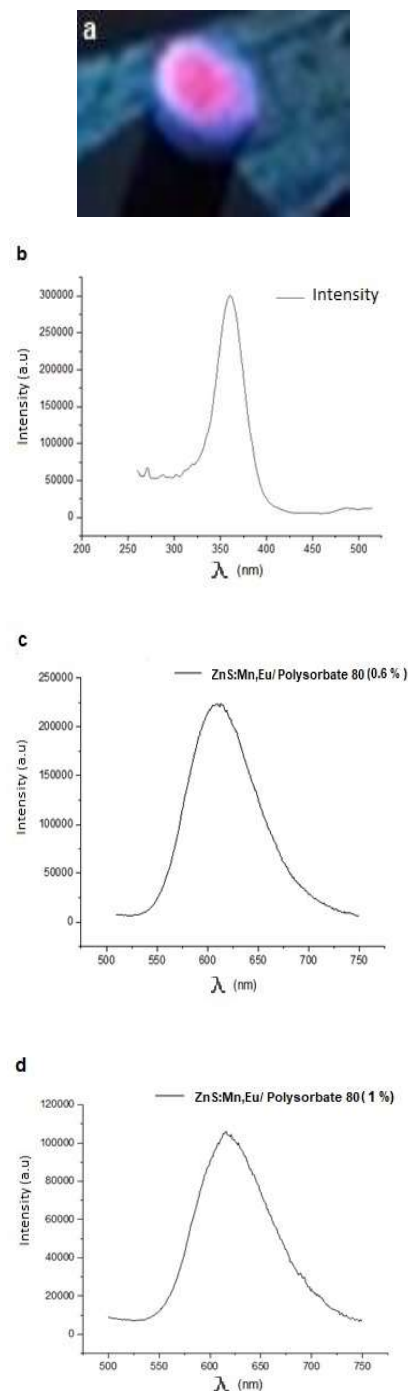 a
b
Intensity
Intensity (a.u)
300000
250000
200000
150000
100000
50000
0
200 250 300 350 400 450 500
λ (nm)
c
ZnS:Mn,Eu/ Polysorbate 80 (0.6 %)
Intensity (a.u)
250000
200000
150000
100000
50000
0
500 550 600 650 700 750
λ (nm)
d
ZnS:Mn,Eu/ Polysorbate 80 (1 %)
Intensity (a.u)
120000
100000
80000
60000
40000
20000
0
500 550 600 650 700 750
λ (nm)